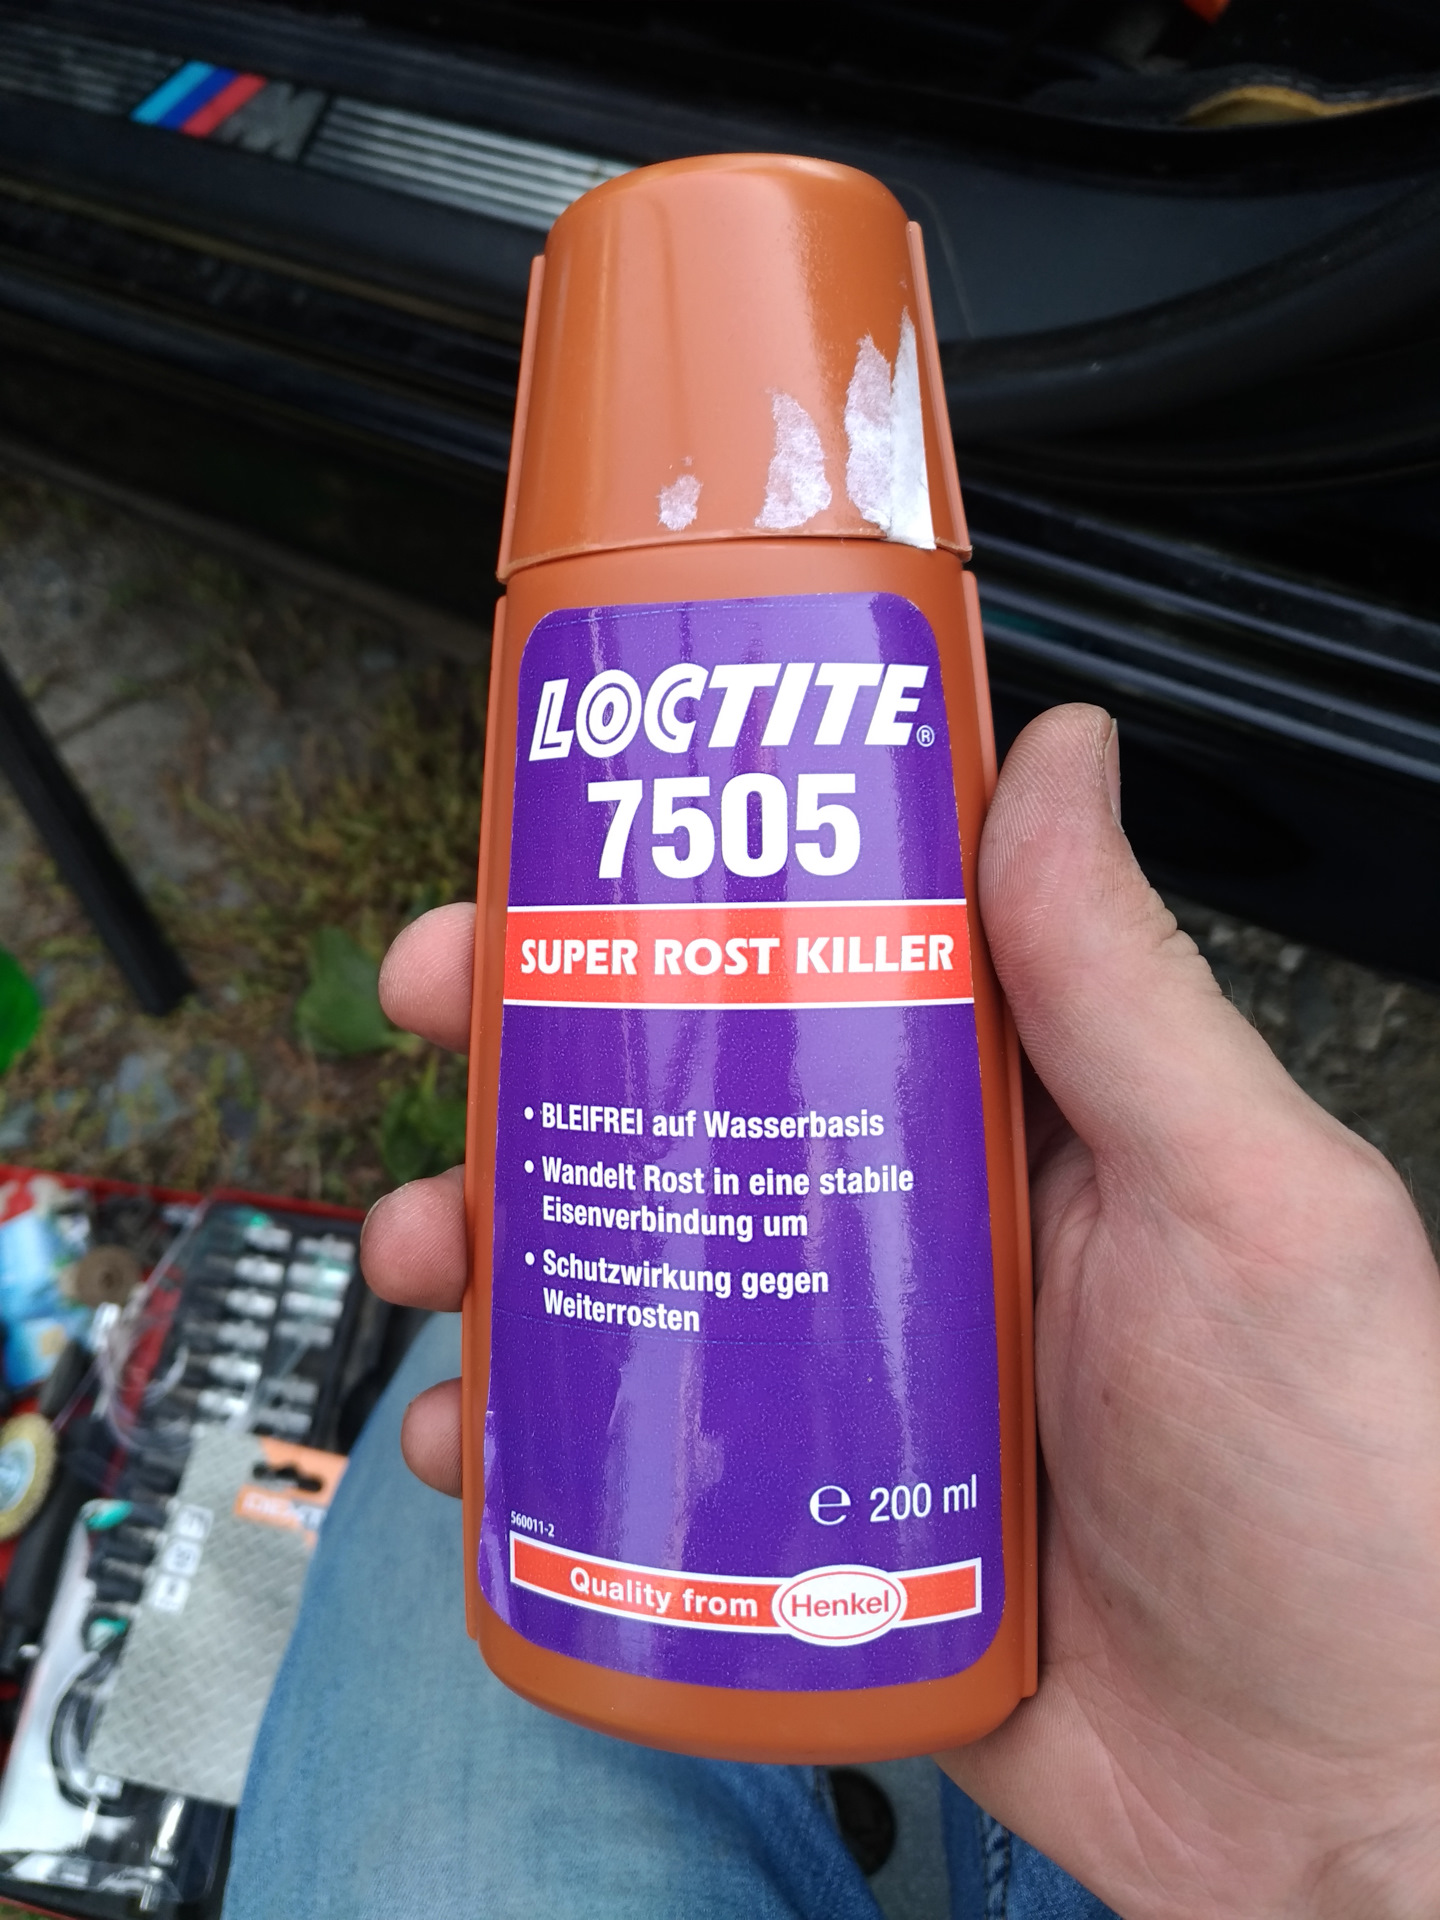 M
LOCTITE®
7505
SUPER ROST KILLER
• BLEIFREI auf Wasserbasis
• Wandelt Rost in eine stabile
Eisenverbindung um
• Schutzwirkung gegen
Weiterrosten
℮ 200 ml
560011-2
Quality from Henkel